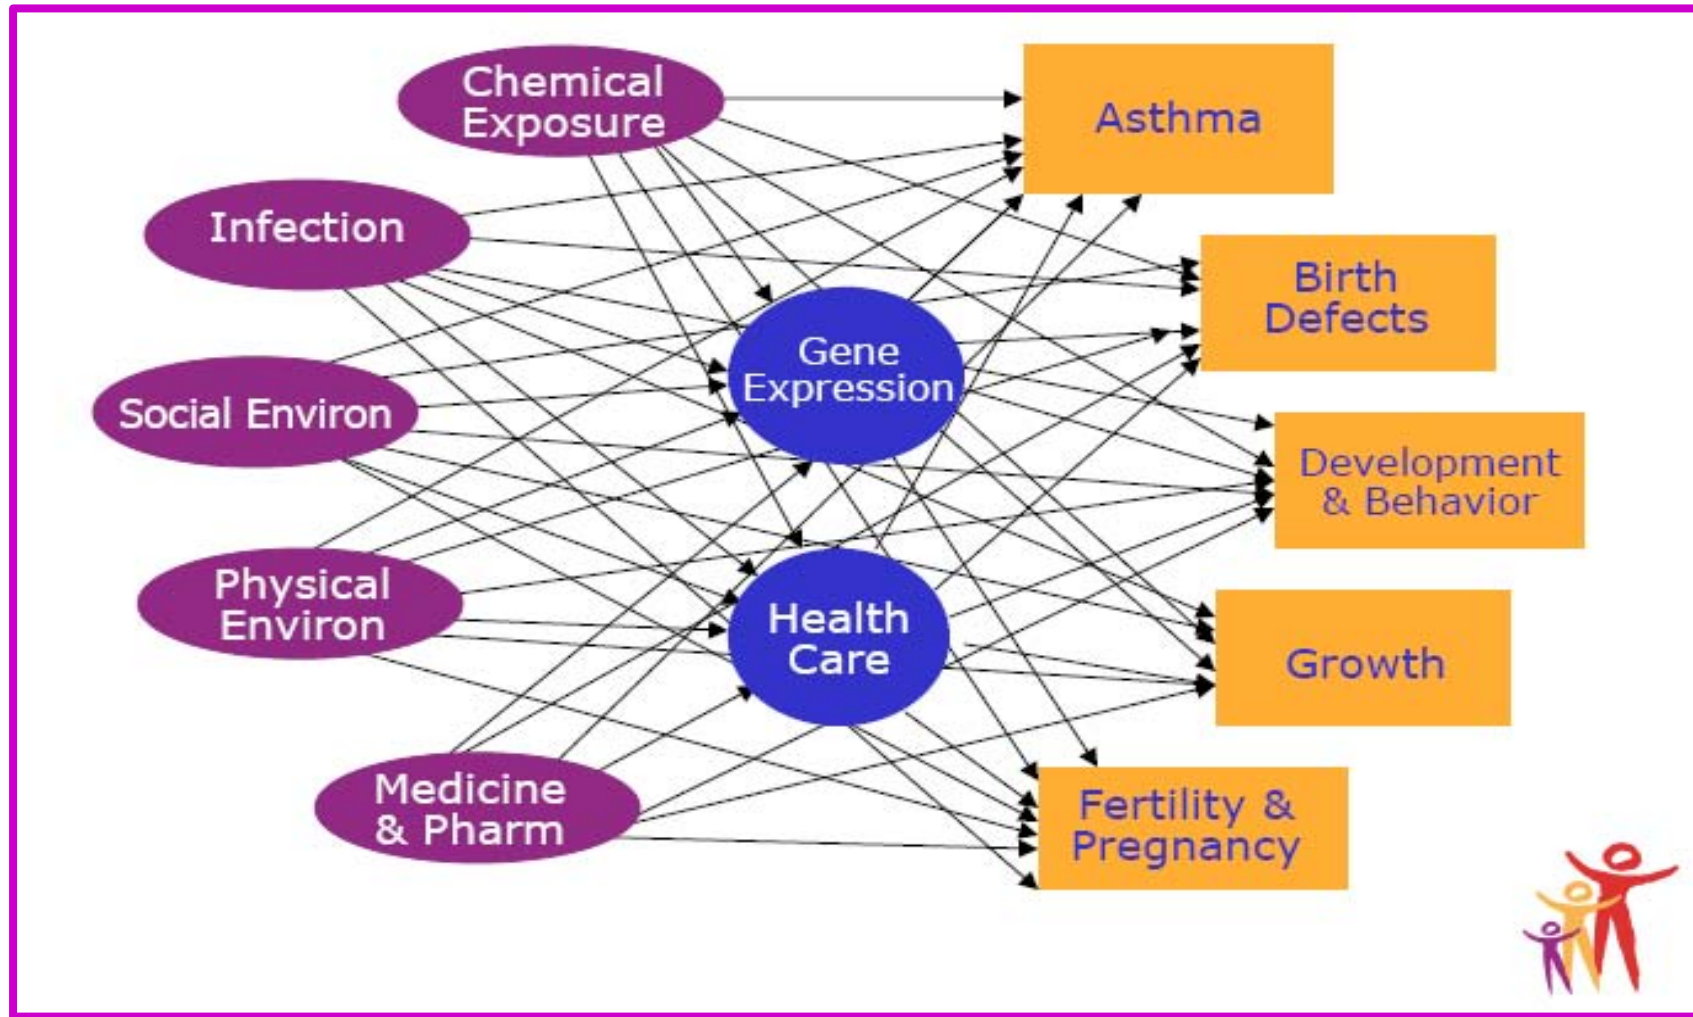 Chemical
Exposure
Infection
Social Environ
Physical
Environ
Medicine
& Pharm
Gene
Expression
Health
Care
Asthma
Birth
Defects
Development
& Behavior
Growth
Fertility &
Pregnancy